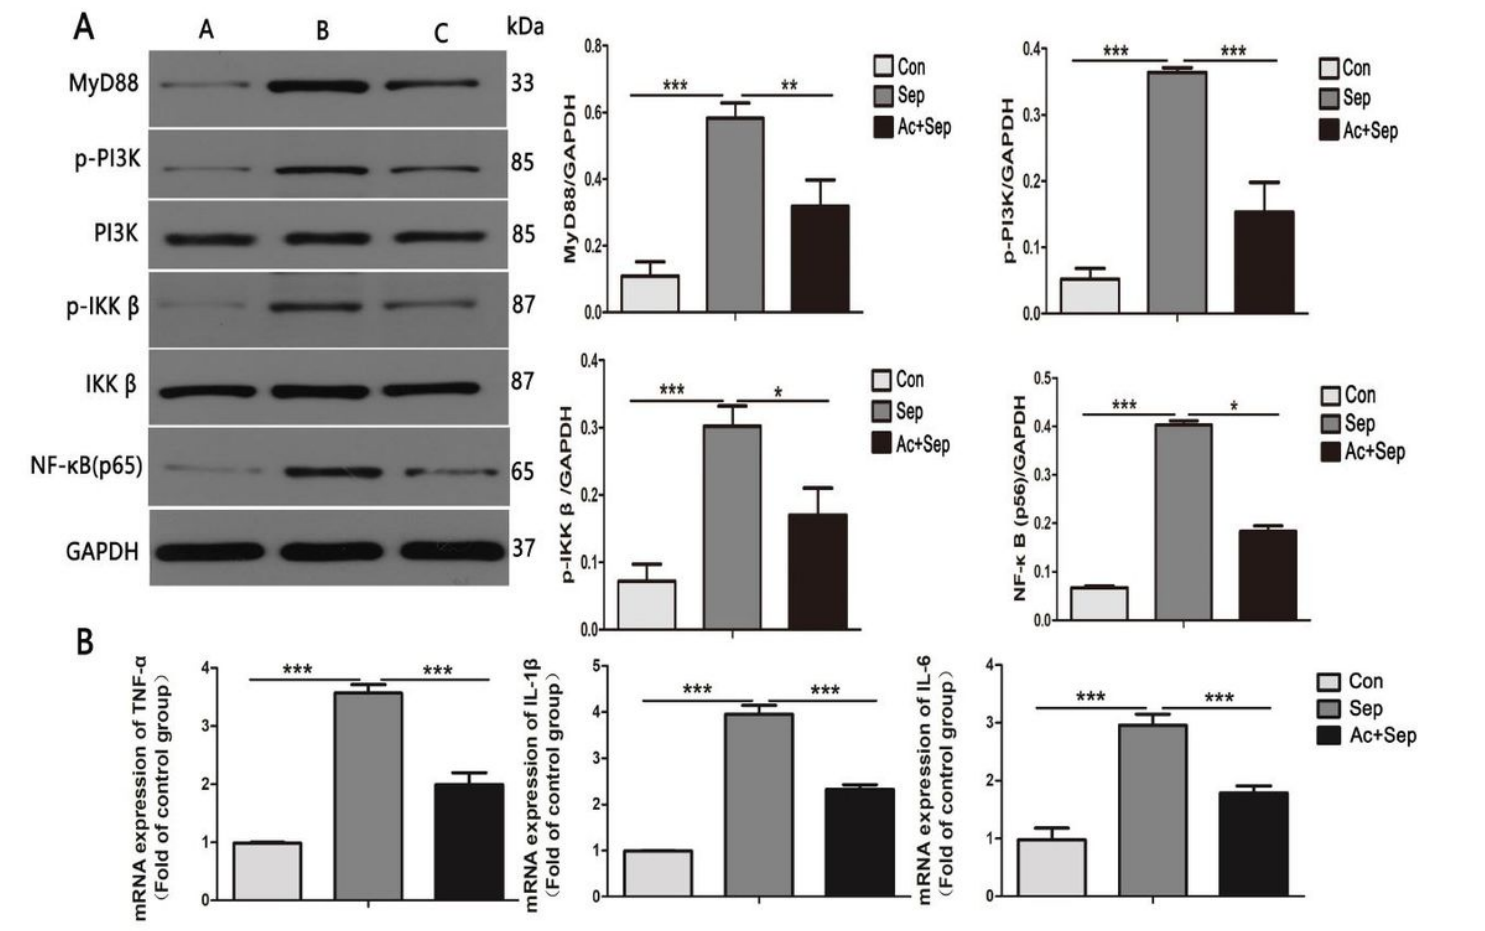 A
A B C kDa
MyD88 33
p-PI3K 85
PI3K 85
p-IKK β 87
IKK β 87
NF-κB(p65) 65
GAPDH 37
MyD88/GAPDH
0.8
0.6
0.4
0.2
0.0
*** **
Con
Sep
Ac+Sep
p-PI3K/GAPDH
0.4
0.3
0.2
0.1
0.0
*** ***
Con
Sep
Ac+Sep
p-IKK β /GAPDH
0.4
0.3
0.2
0.1
0.0
*** *
Con
Sep
Ac+Sep
NF-κ B (p56)/GAPDH
0.5
0.4
0.3
0.2
0.1
0.0
*** *
Con
Sep
Ac+Sep
B
mRNA expression of TNF-α
(Fold of control group)
4
3
2
1
0
*** ***
mRNA expression of IL-1β
(Fold of control group)
5
4
3
2
1
0
*** ***
mRNA expression of IL-6
(Fold of control group)
4
3
2
1
0
*** ***
Con
Sep
Ac+Sep